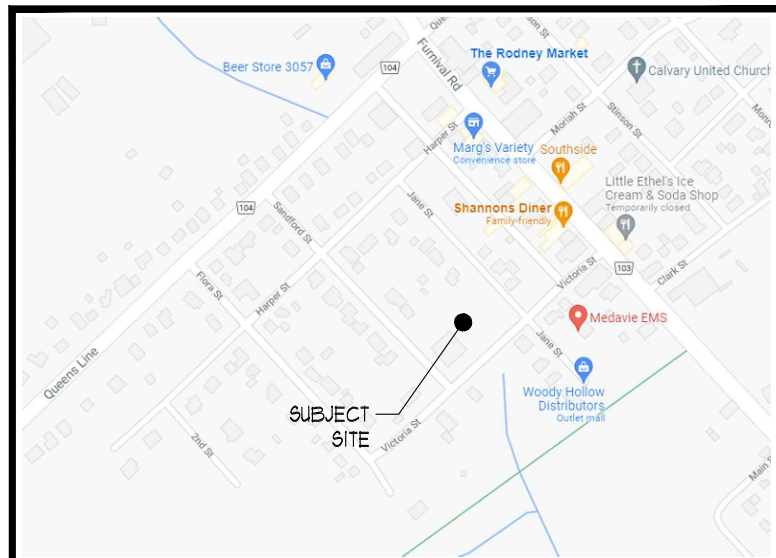 Beer Store 3057
104
Furnival Rd
The Rodney Market
Calvary United Church
Harper St
Marg's Variety
Convenience store
Moriah St
Stinson St
Southside
Little Ethel's Ice
Cream & Soda Shop
Temporarily closed
Jane St
Shannons Diner
Family-friendly
104
Sandford St
Victoria St
103
Clark St
Flora St
Harper St
Medavie EMS
Jane St
Queens Line
Woody Hollow
Distributors
Outlet mall
SUBJECT
SITE
Victoria St
2nd St
Main St